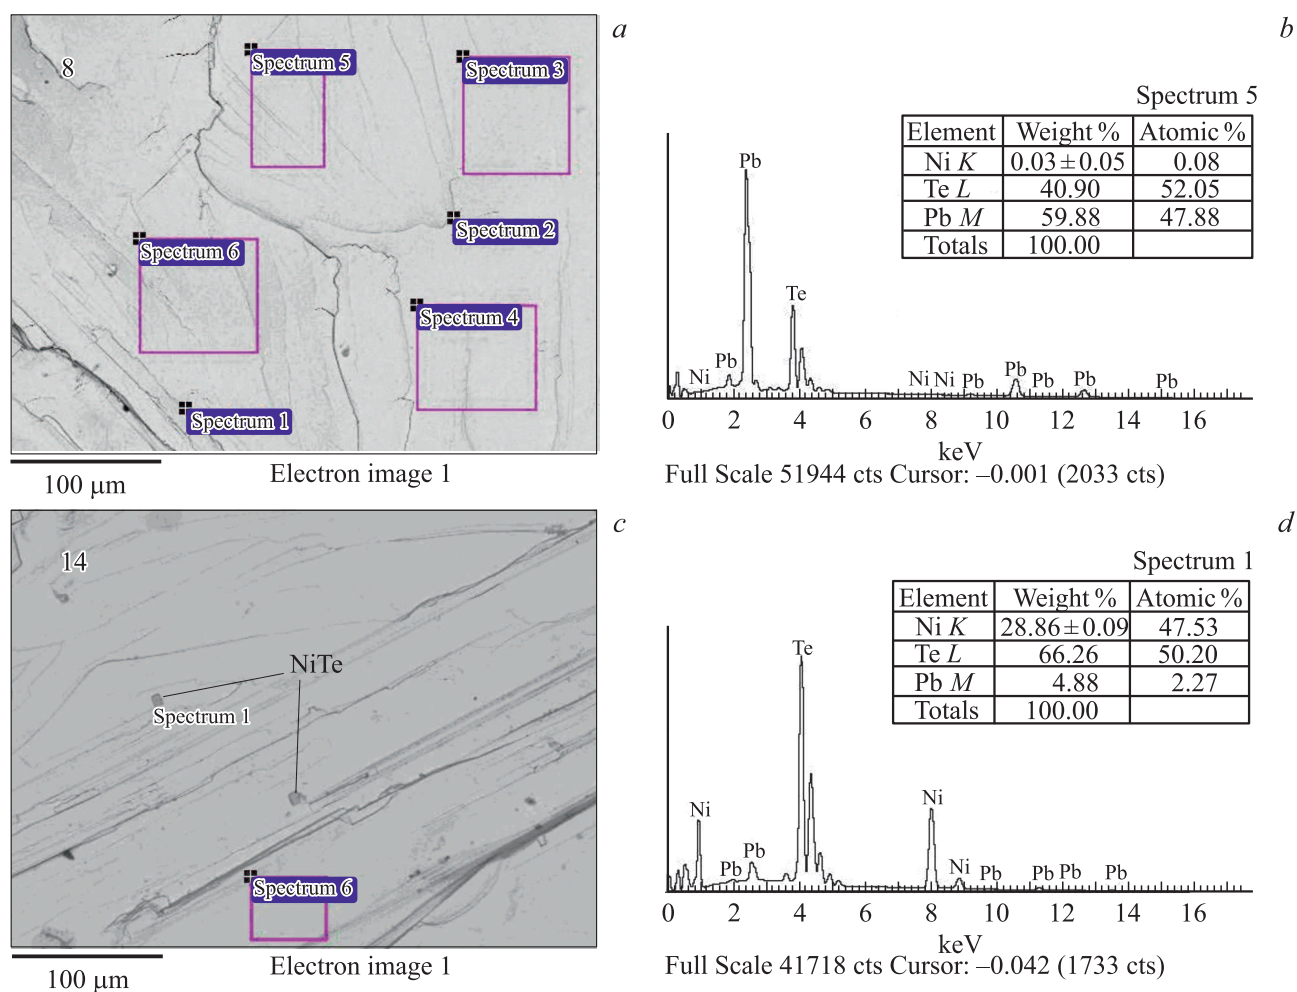 a
8
Spectrum 5
Spectrum 3
Spectrum 2
Spectrum 6
Spectrum 4
Spectrum 1
100 μm
Electron image 1
b
Spectrum 5
Element Weight % Atomic %
Ni K 0.03 ± 0.05 0.08
Te L 40.90 52.05
Pb M 59.88 47.88
Totals 100.00
Pb
Te
Ni Pb Ni Ni Pb Pb Pb Pb Pb
0 2 4 6 8 10 12 14 16
keV
Full Scale 51944 cts Cursor: –0.001 (2033 cts)
c
14
NiTe
Spectrum 1
Spectrum 6
100 μm
Electron image 1
d
Spectrum 1
Element Weight % Atomic %
Ni K 28.86 ± 0.09 47.53
Te L 66.26 50.20
Pb M 4.88 2.27
Totals 100.00
Te
Ni Ni
Pb Pb Ni Pb Pb Pb Pb
0 2 4 6 8 10 12 14 16
keV
Full Scale 41718 cts Cursor: –0.042 (1733 cts)